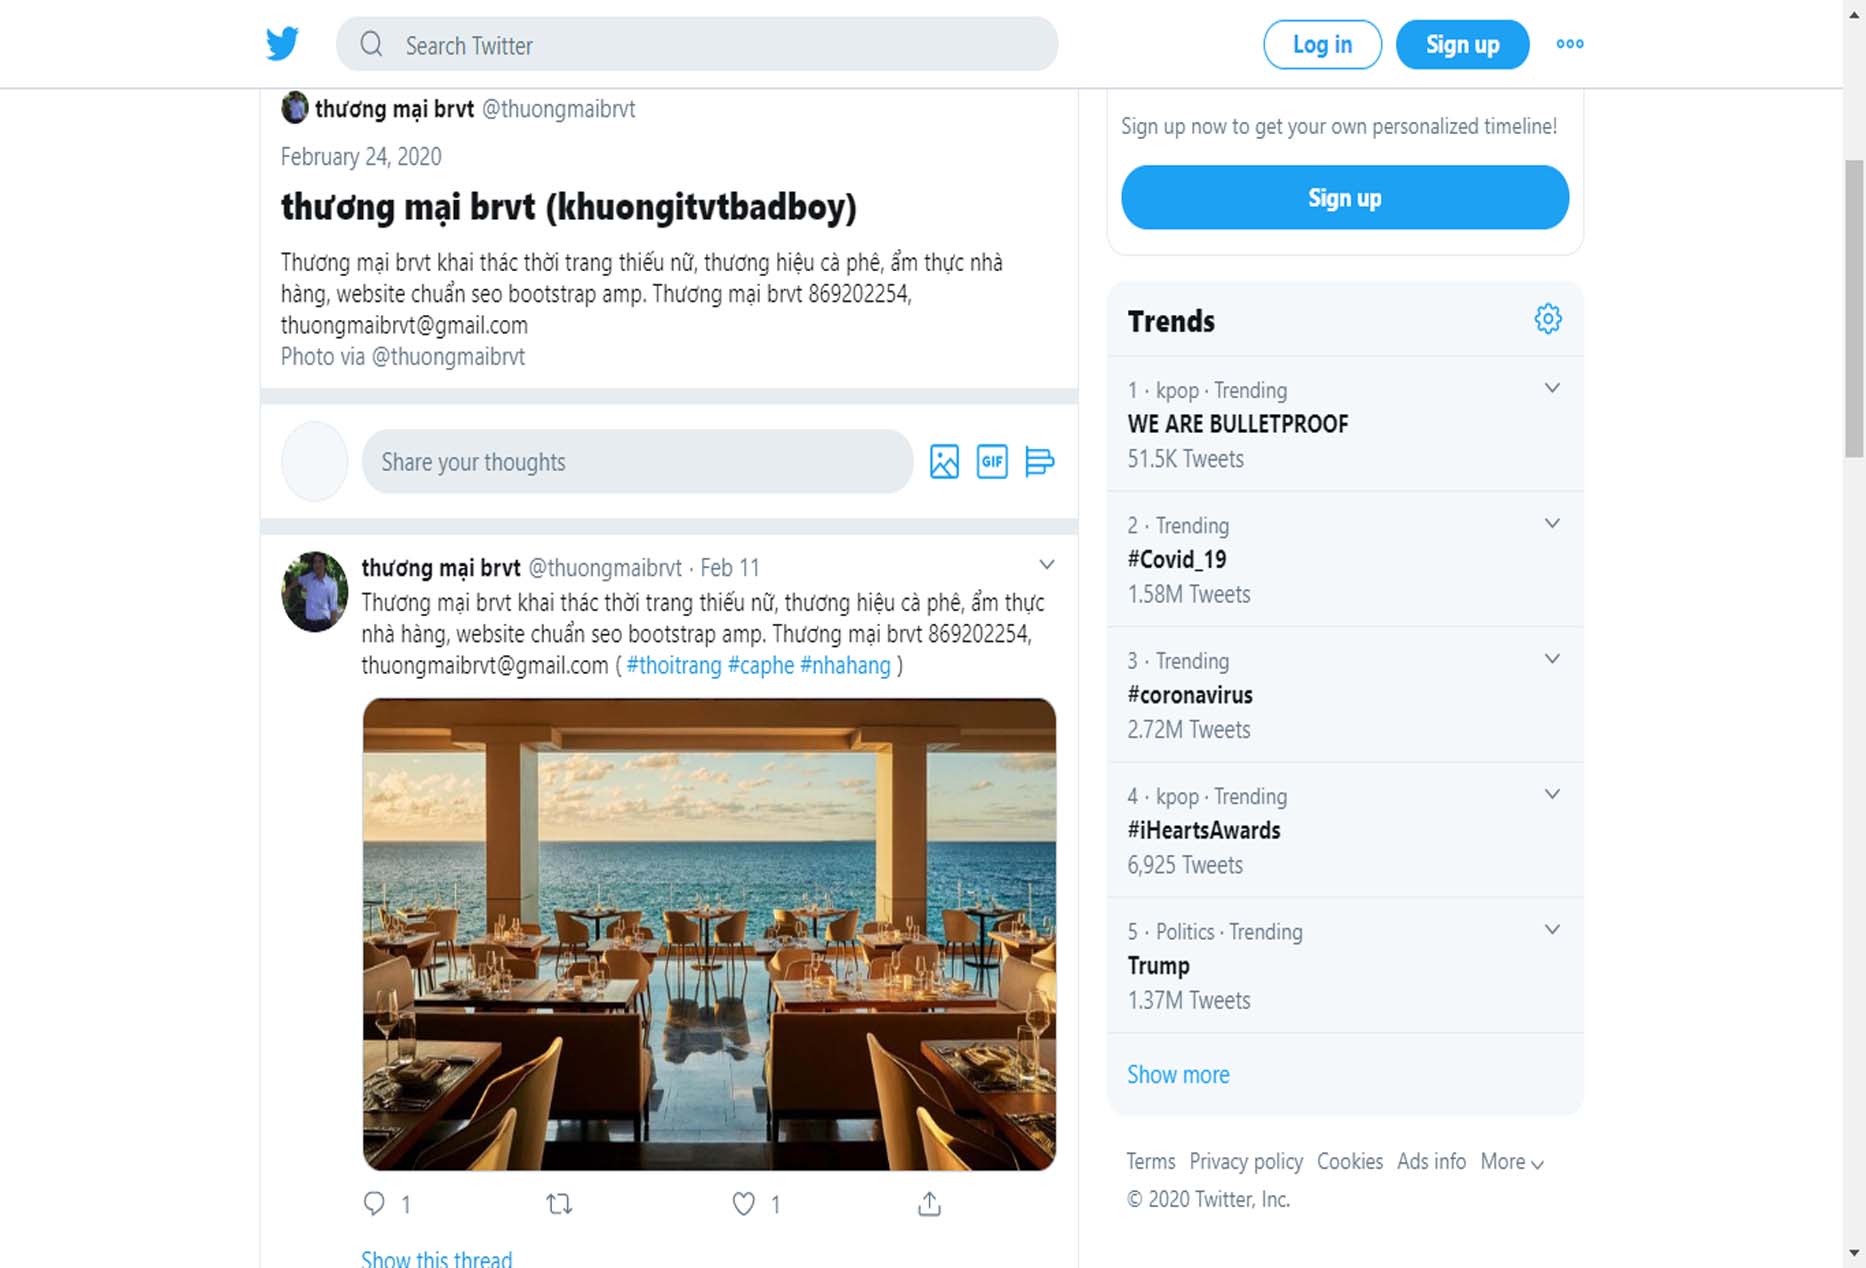 Search Twitter
Log in
Sign up
thương mại brvt @thuongmaibrvt
February 24, 2020
thương mại brvt (khuongitvtbadboy)
Thương mại brvt khai thác thời trang thiếu nữ, thương hiệu cà phê, ẩm thực nhà
hàng, website chuẩn seo bootstrap amp. Thương mại brvt 869202254,
thuongmaibrvt@gmail.com
Photo via @thuongmaibrvt
Share your thoughts
GIF
thương mại brvt @thuongmaibrvt · Feb 11
Thương mại brvt khai thác thời trang thiếu nữ, thương hiệu cà phê, ẩm thực
nhà hàng, website chuẩn seo bootstrap amp. Thương mại brvt 869202254,
thuongmaibrvt@gmail.com ( #thoitrang #caphe #nhahang )
1
1
Show this thread
Sign up now to get your own personalized timeline!
Sign up
Trends
1 · kpop · Trending
WE ARE BULLETPROOF
51.5K Tweets
2 · Trending
#Covid_19
1.58M Tweets
3 · Trending
#coronavirus
2.72M Tweets
4 · kpop · Trending
#iHeartsAwards
6,925 Tweets
5 · Politics · Trending
Trump
1.37M Tweets
Show more
Terms Privacy policy Cookies Ads info More
© 2020 Twitter, Inc.